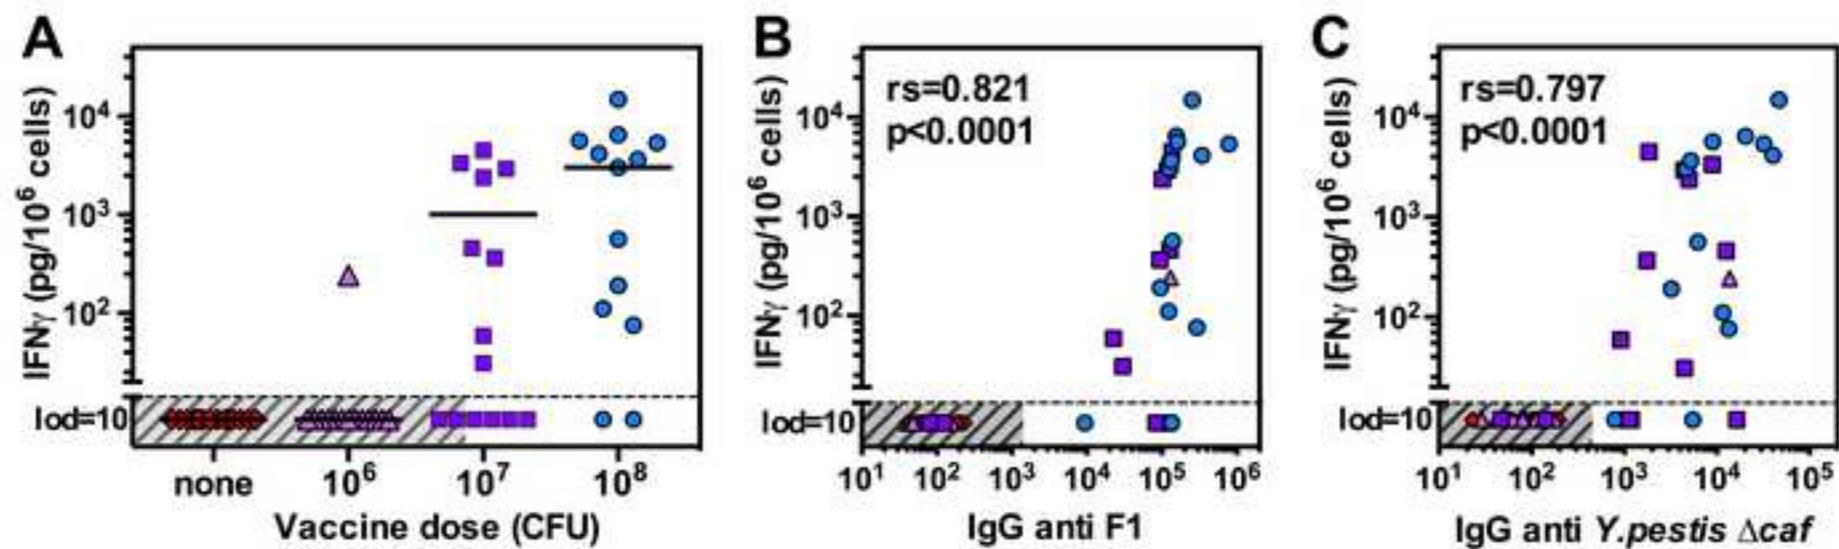 A
IFNγ (pg/10⁶ cells)
10⁴
10³
10²
lod=10
none 10⁶ 10⁷ 10⁸
Vaccine dose (CFU)
B
rs=0.821
p<0.0001
IFNγ (pg/10⁶ cells)
10⁴
10³
10²
lod=10
10¹ 10² 10³ 10⁴ 10⁵ 10⁶
IgG anti F1
C
rs=0.797
p<0.0001
IFNγ (pg/10⁶ cells)
10⁴
10³
10²
lod=10
10¹ 10² 10³ 10⁴ 10⁵
IgG anti Y.pestis Δcaf